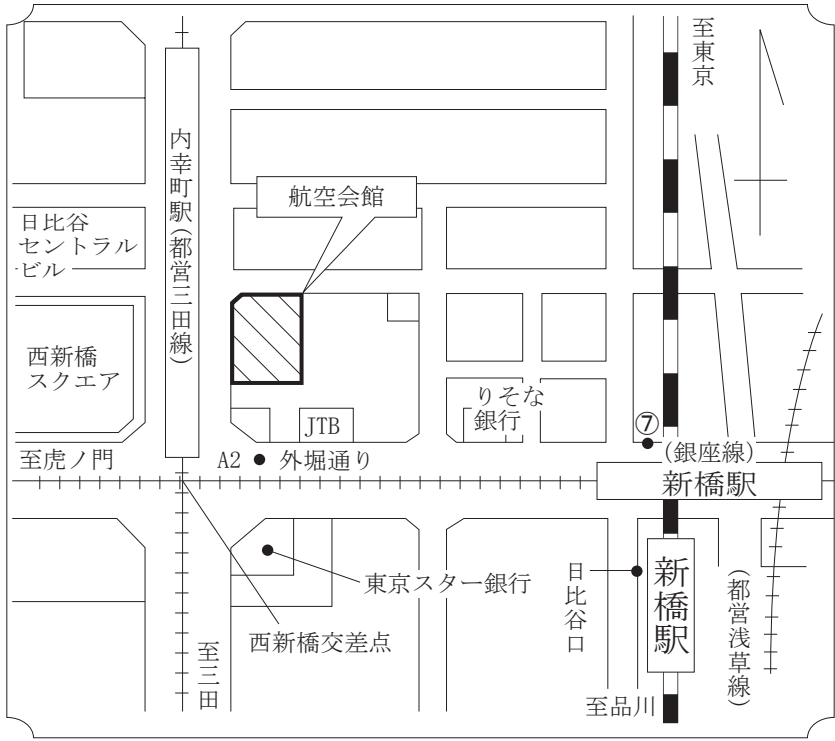 至東京
内幸町駅(都営三田線)
航空会館
日比谷
セントラル
ビル
西新橋
スクエア
りそな
銀行
JTB
⑦
(銀座線)
新橋駅
至虎ノ門
A2
外堀通り
東京スター銀行
日比谷口
新橋駅
(都営浅草線)
西新橋交差点
至三田
至品川